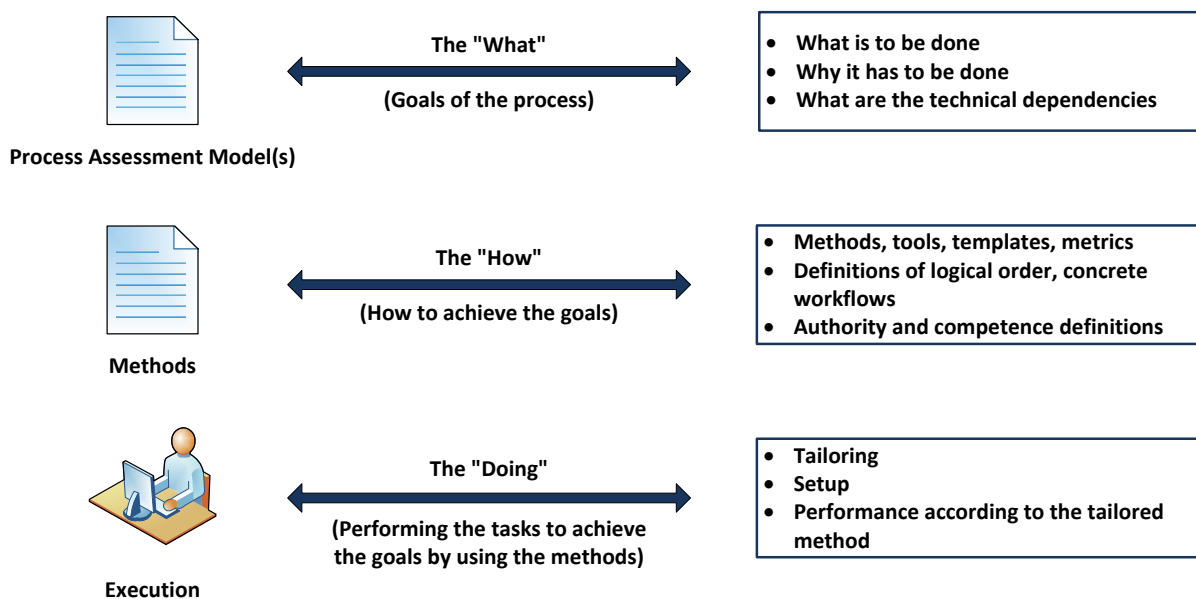 The "What"
(Goals of the process)
Process Assessment Model(s)
• What is to be done
• Why it has to be done
• What are the technical dependencies
The "How"
(How to achieve the goals)
Methods
• Methods, tools, templates, metrics
• Definitions of logical order, concrete
workflows
• Authority and competence definitions
The "Doing"
(Performing the tasks to achieve
the goals by using the methods)
Execution
• Tailoring
• Setup
• Performance according to the tailored
method